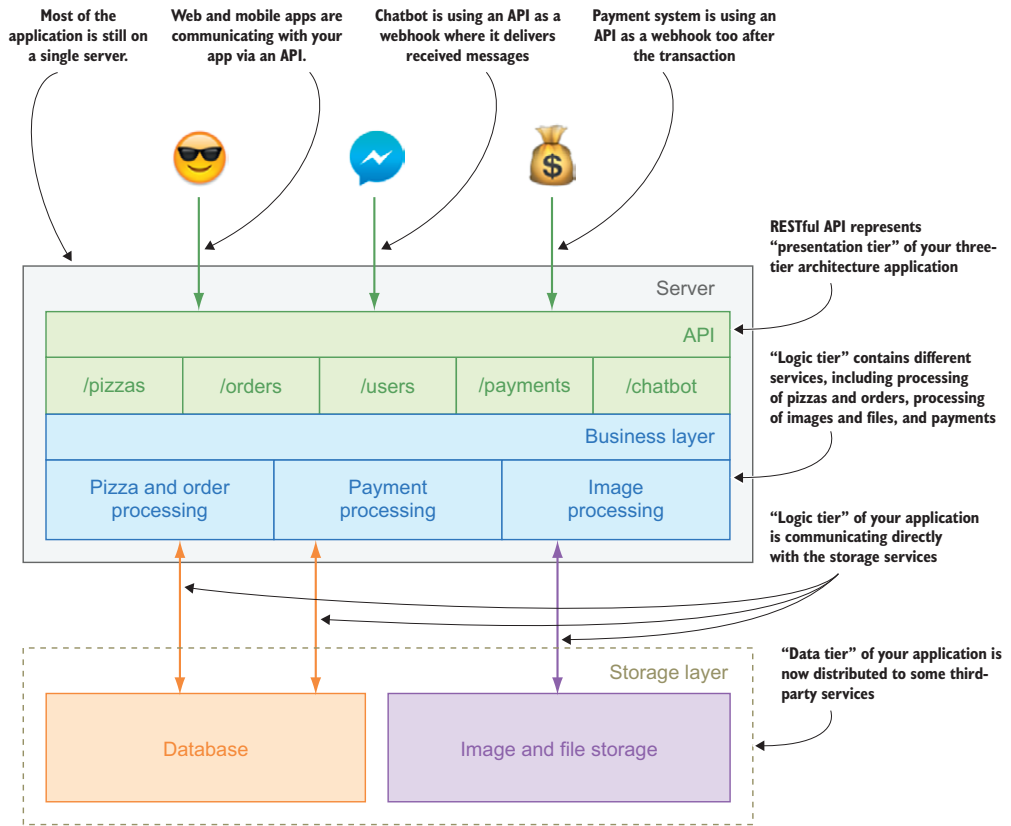 Most of the
application is still on
a single server.
Web and mobile apps are
communicating with your
app via an API.
Chatbot is using an API as a
webhook where it delivers
received messages
Payment system is using an
API as a webhook too after
the transaction
$
RESTful API represents
“presentation tier” of your three-
tier architecture application
Server
API
/pizzas
/orders
/users
/payments
/chatbot
“Logic tier” contains different
services, including processing
of pizzas and orders, processing
of images and files, and payments
Business layer
Pizza and order
processing
Payment
processing
Image
processing
“Logic tier” of your application
is communicating directly
with the storage services
“Data tier” of your application is
now distributed to some third-
party services
Storage layer
Database
Image and file storage